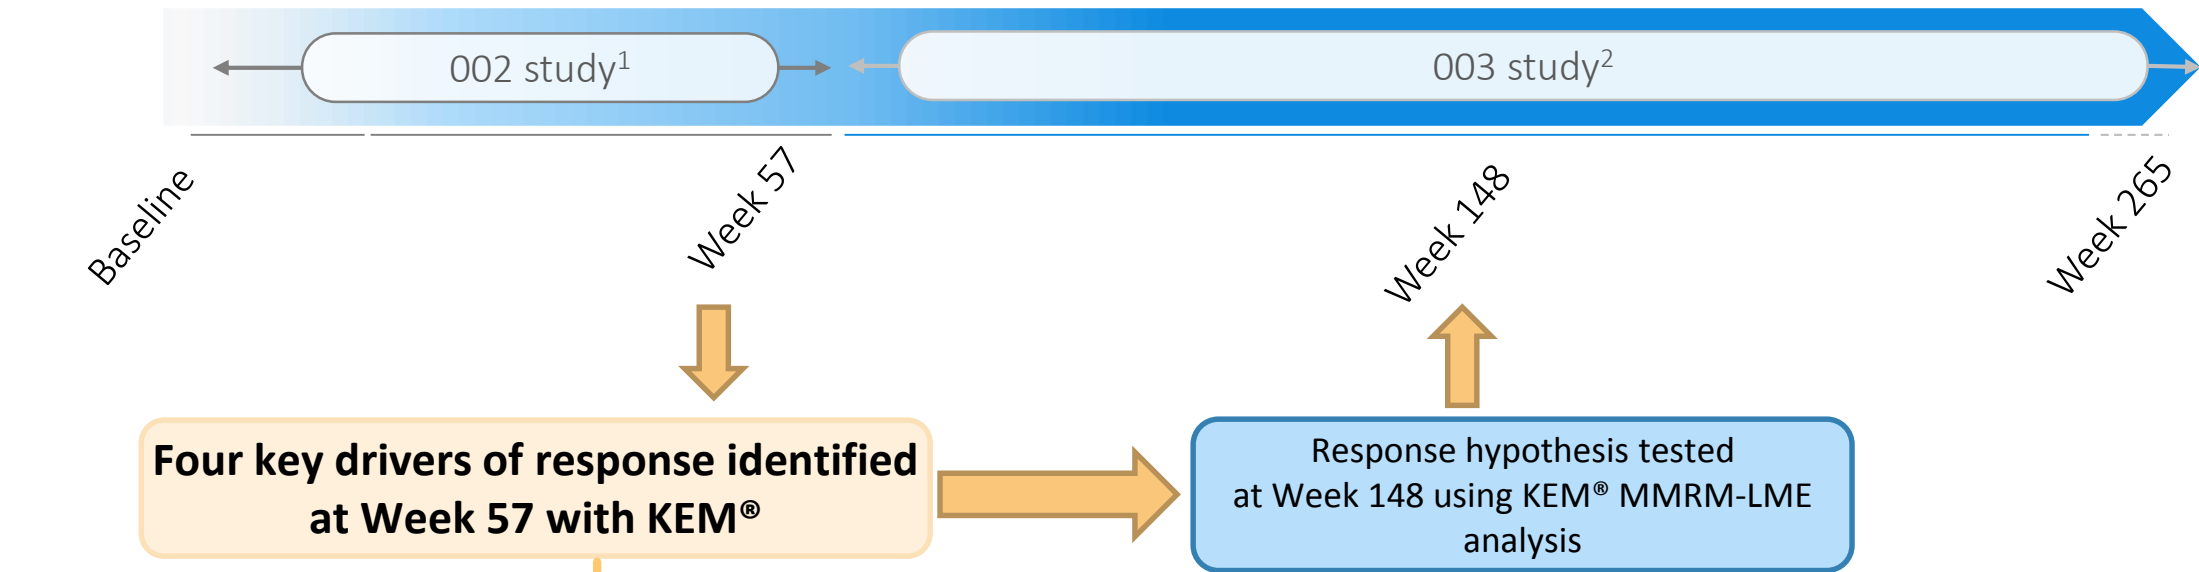 002 study¹
003 study²
Baseline
Week 57
Week 148
Week 265
Four key drivers of response identified
at Week 57 with KEM®
Response hypothesis tested
at Week 148 using KEM® MMRM-LME
analysis